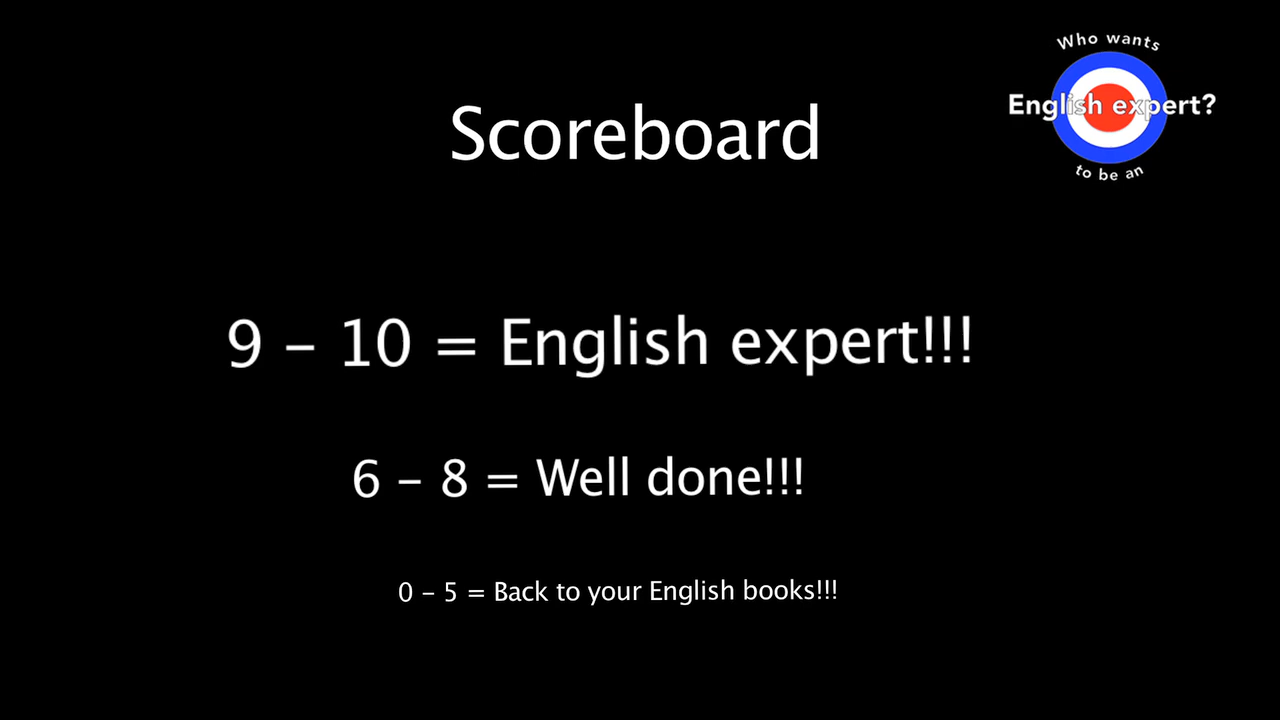 Scoreboard
Who wants
English expert?
to be an
9 – 10 = English expert!!!
6 – 8 = Well done!!!
0 – 5 = Back to your English books!!!